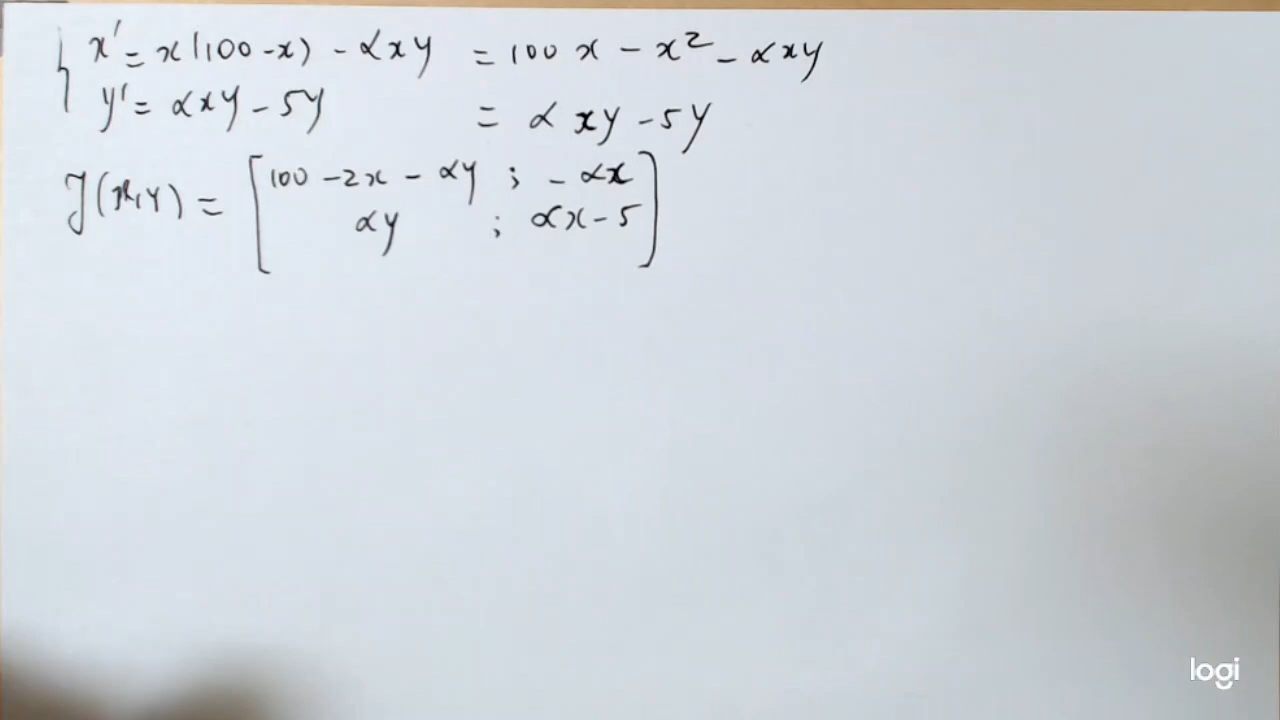 x' = x(100 - x) - αxy = 100x - x² - αxy
y' = αxy - 5y = αxy - 5y
J(x,y) = [100 - 2x - αy ; - αx
αy ; αx - 5]
logi